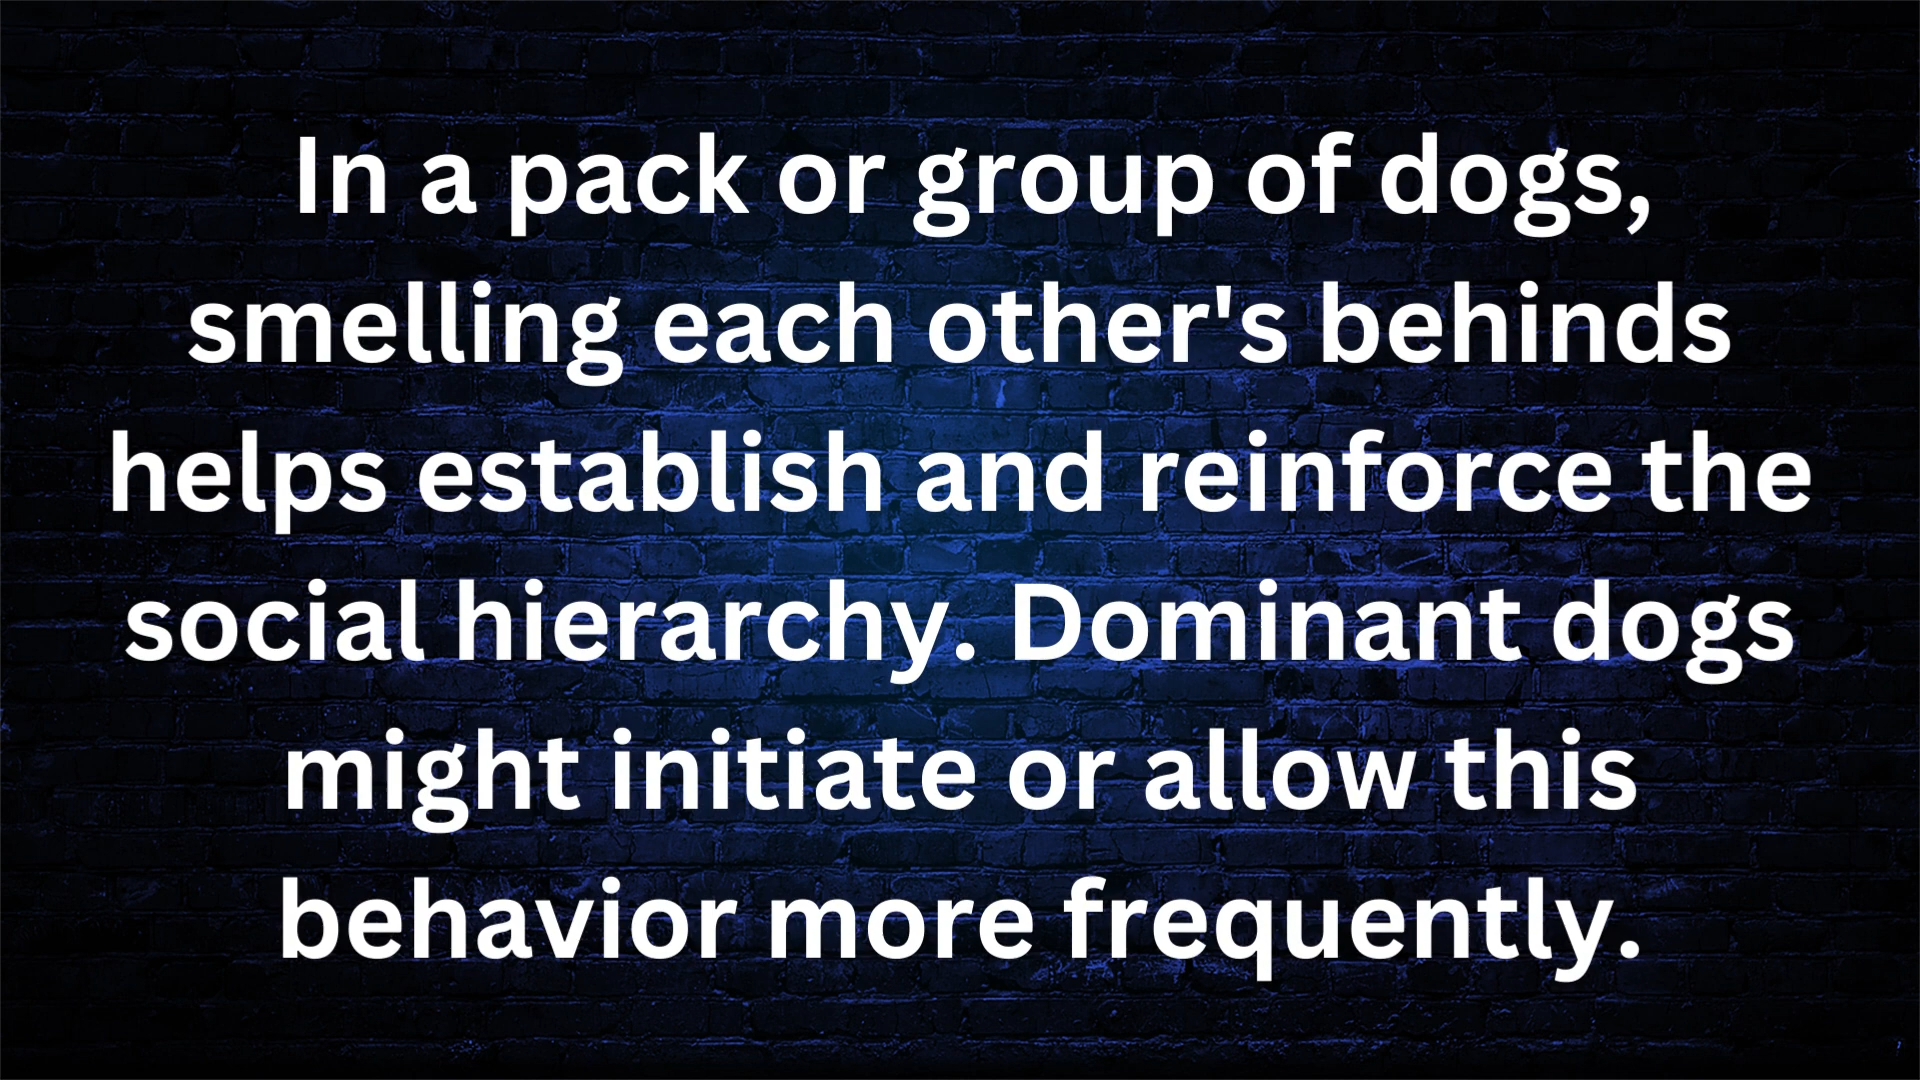 In a pack or group of dogs,
smelling each other's behinds
helps establish and reinforce the
social hierarchy. Dominant dogs
might initiate or allow this
behavior more frequently.